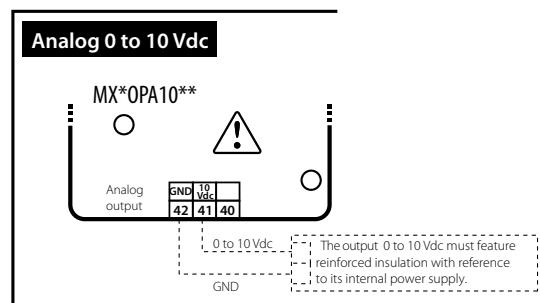 Analog 0 to 10 Vdc
MX*OPA10**
Analog
output
GND 10 Vdc
42 41 40
0 to 10 Vdc
GND
The output 0 to 10 Vdc must feature
reinforced insulation with reference
to its internal power supply.